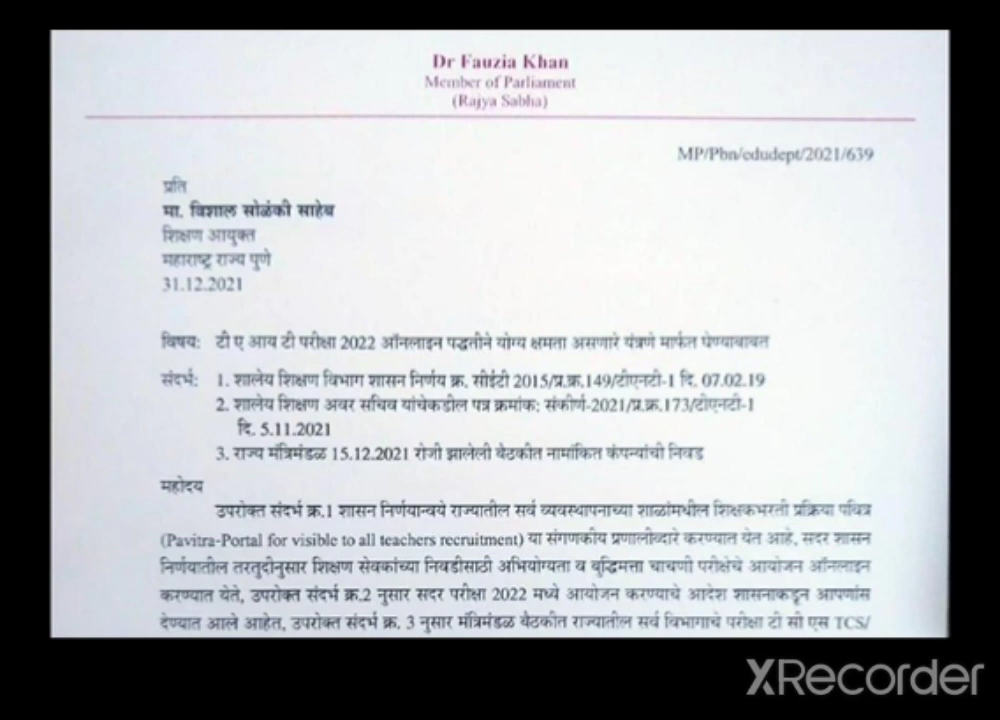 Dr Fauzia Khan
Member of Parliament
(Rajya Sabha)
MP/Pbn/edudept/2021/639
प्रति
मा. विशाल सोळंकी साहेब
शिक्षण आयुक्त
महाराष्ट्र राज्य पुणे
31.12.2021
विषय: टी ए आय टी परीक्षा 2022 ऑनलाइन पद्धतीने योग्य क्षमता असणारे यंत्रणे मार्फत घेण्याबाबत
संदर्भ: 1. शालेय शिक्षण विभाग शासन निर्णय क्र. सीईटी 2015/प्र.क्र.149/टीएनटी-1 दि. 07.02.19
2. शालेय शिक्षण अवर सचिव यांचेकडील पत्र क्रमांक: संकीर्ण-2021/प्र.क्र.173/टीएनटी-1
दि. 5.11.2021
3. राज्य मंत्रिमंडळ 15.12.2021 रोजी झालेली बैठकीत नामांकित कंपन्यांची निवड
महोदय
उपरोक्त संदर्भ क्र.1 शासन निर्णयान्वये राज्यातील सर्व व्यवस्थापनाच्या शाळांमधील शिक्षकभरती प्रक्रिया पवित्र
(Pavitra-Portal for visible to all teachers recruitment) या संगणकीय प्रणालीव्दारे करण्यात येत आहे, सदर शासन
निर्णयातील तरतुदीनुसार शिक्षण सेवकांच्या निवडीसाठी अभियोग्यता व बुद्धिमत्ता चाचणी परीक्षेचे आयोजन ऑनलाइन
करण्यात येते, उपरोक्त संदर्भ क्र.2 नुसार सदर परीक्षा 2022 मध्ये आयोजन करण्याचे आदेश शासनाकडून आपणांस
देण्यात आले आहेत, उपरोक्त संदर्भ क्र. 3 नुसार मंत्रिमंडळ बैठकीत राज्यातील सर्व विभागाचे परीक्षा टी सी एस TCS/
XRecorder